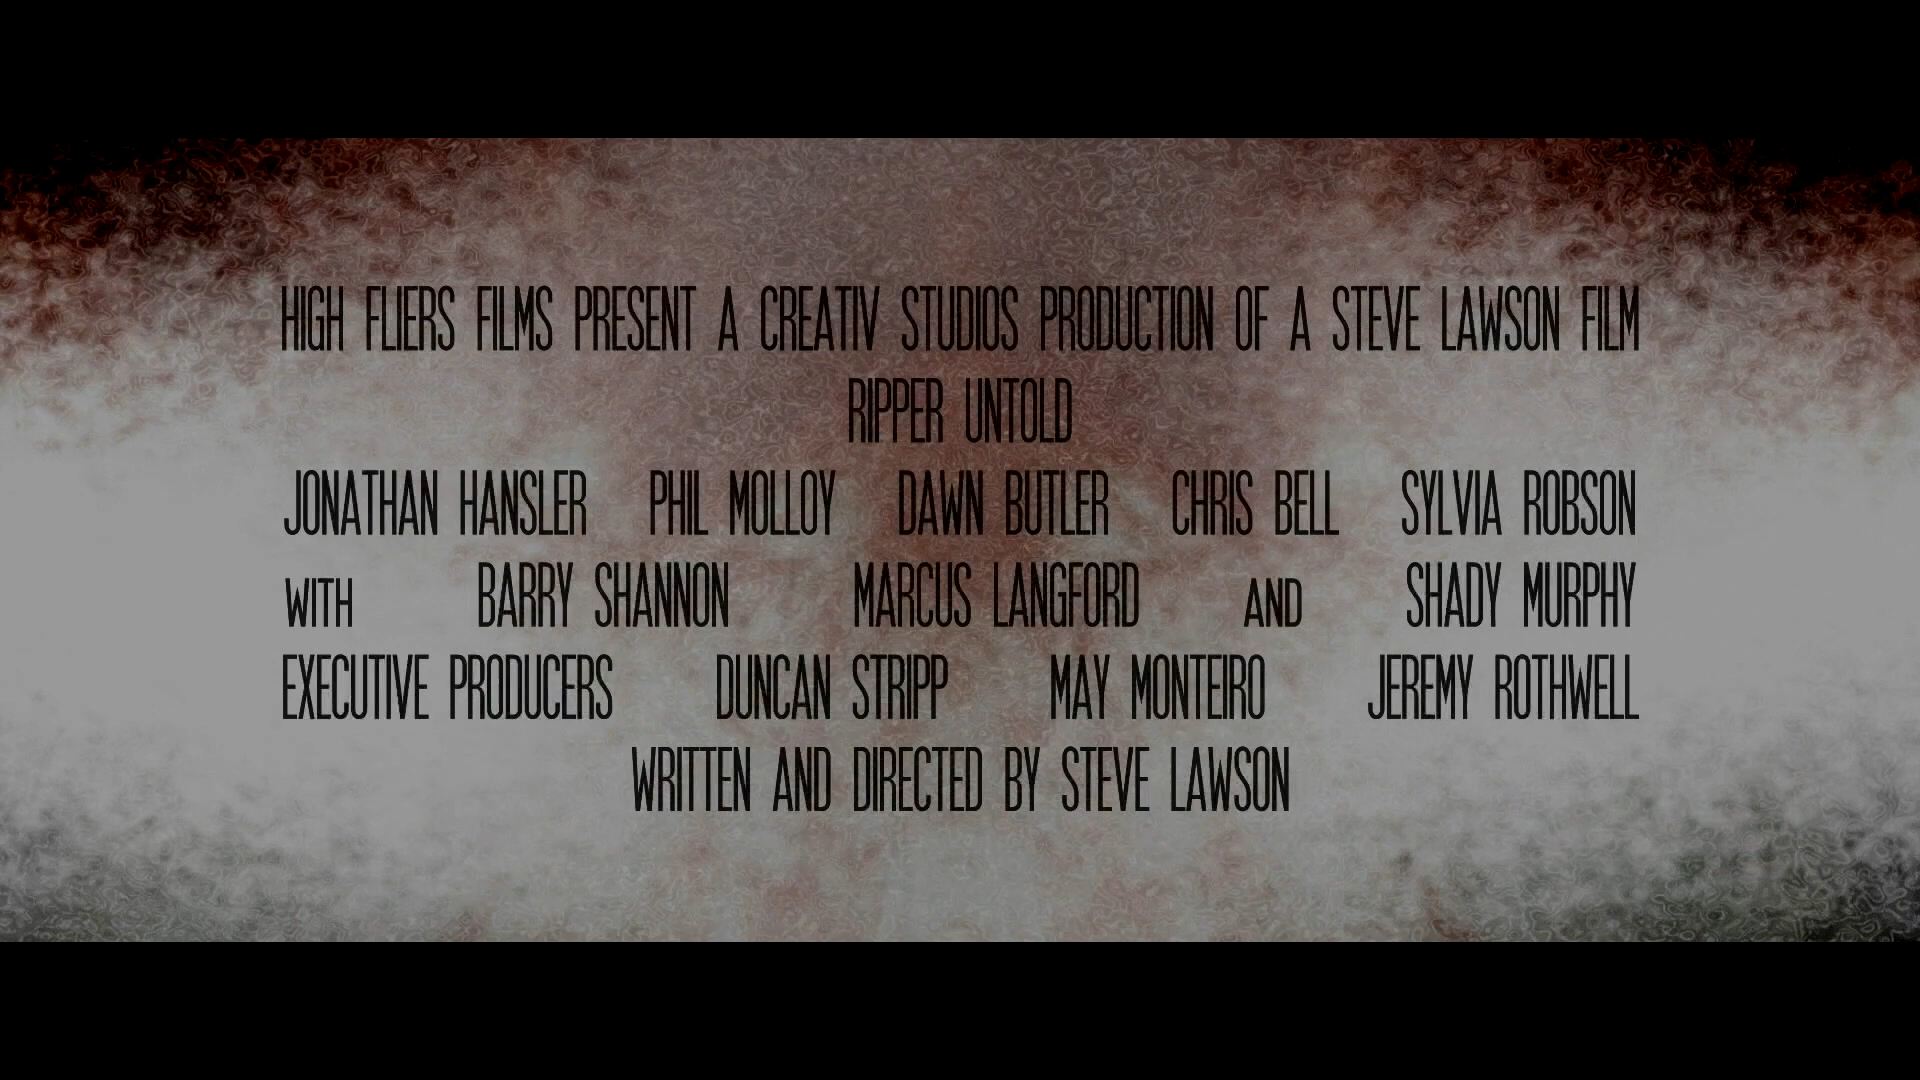 HIGH FLIERS FILMS PRESENT A CREATIV STUDIOS PRODUCTION OF A STEVE LAWSON FILM
RIPPER UNTOLD
JONATHAN HANSLER PHIL MOLLOY DAWN BUTLER CHRIS BELL SYLVIA ROBSON
WITH BARRY SHANNON MARCUS LANGFORD AND SHADY MURPHY
EXECUTIVE PRODUCERS DUNCAN STRIPP MAY MONTEIRO JEREMY ROTHWELL
WRITTEN AND DIRECTED BY STEVE LAWSON